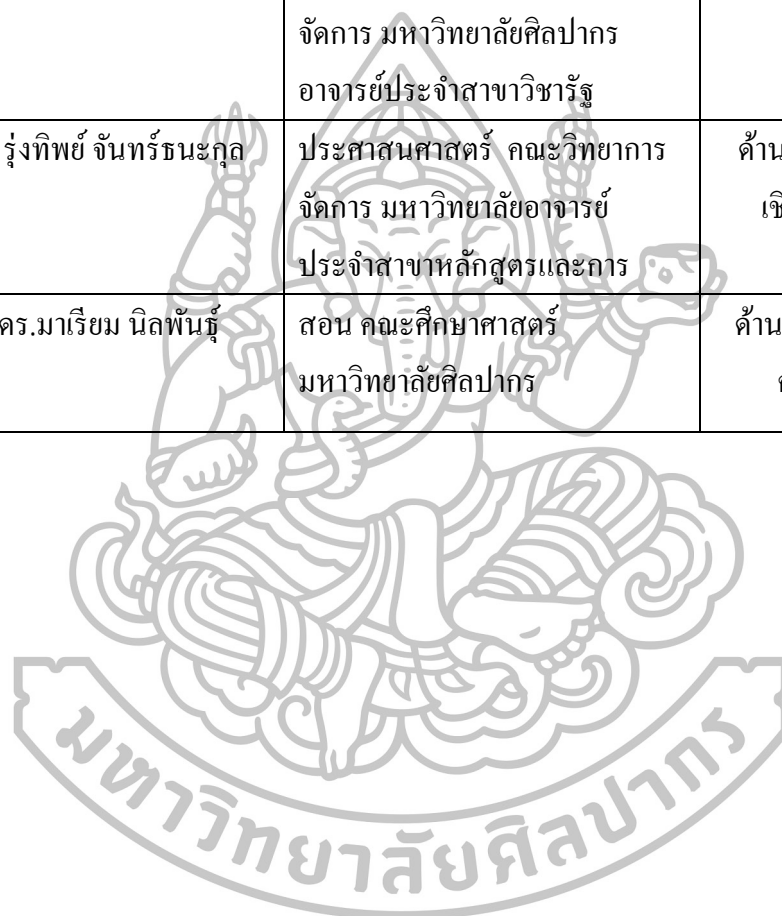 จัดการ มหาวิทยาลัยศิลปากร
อาจารย์ประจำสาขาวิชารัฐ
รุ่งทิพย์ จันทร์ธนะกุล ประศาสนศาสตร์ คณะวิทยาการ ด้าน
จัดการ มหาวิทยาลัยอาจารย์ เชิ
ประจำสาขาหลักสูตรและการ
ดร.มาเรียม นิลพันธุ์ สอน คณะศึกษาศาสตร์ ด้าน
มหาวิทยาลัยศิลปากร
มหาวิทยาลัยศิลปากร